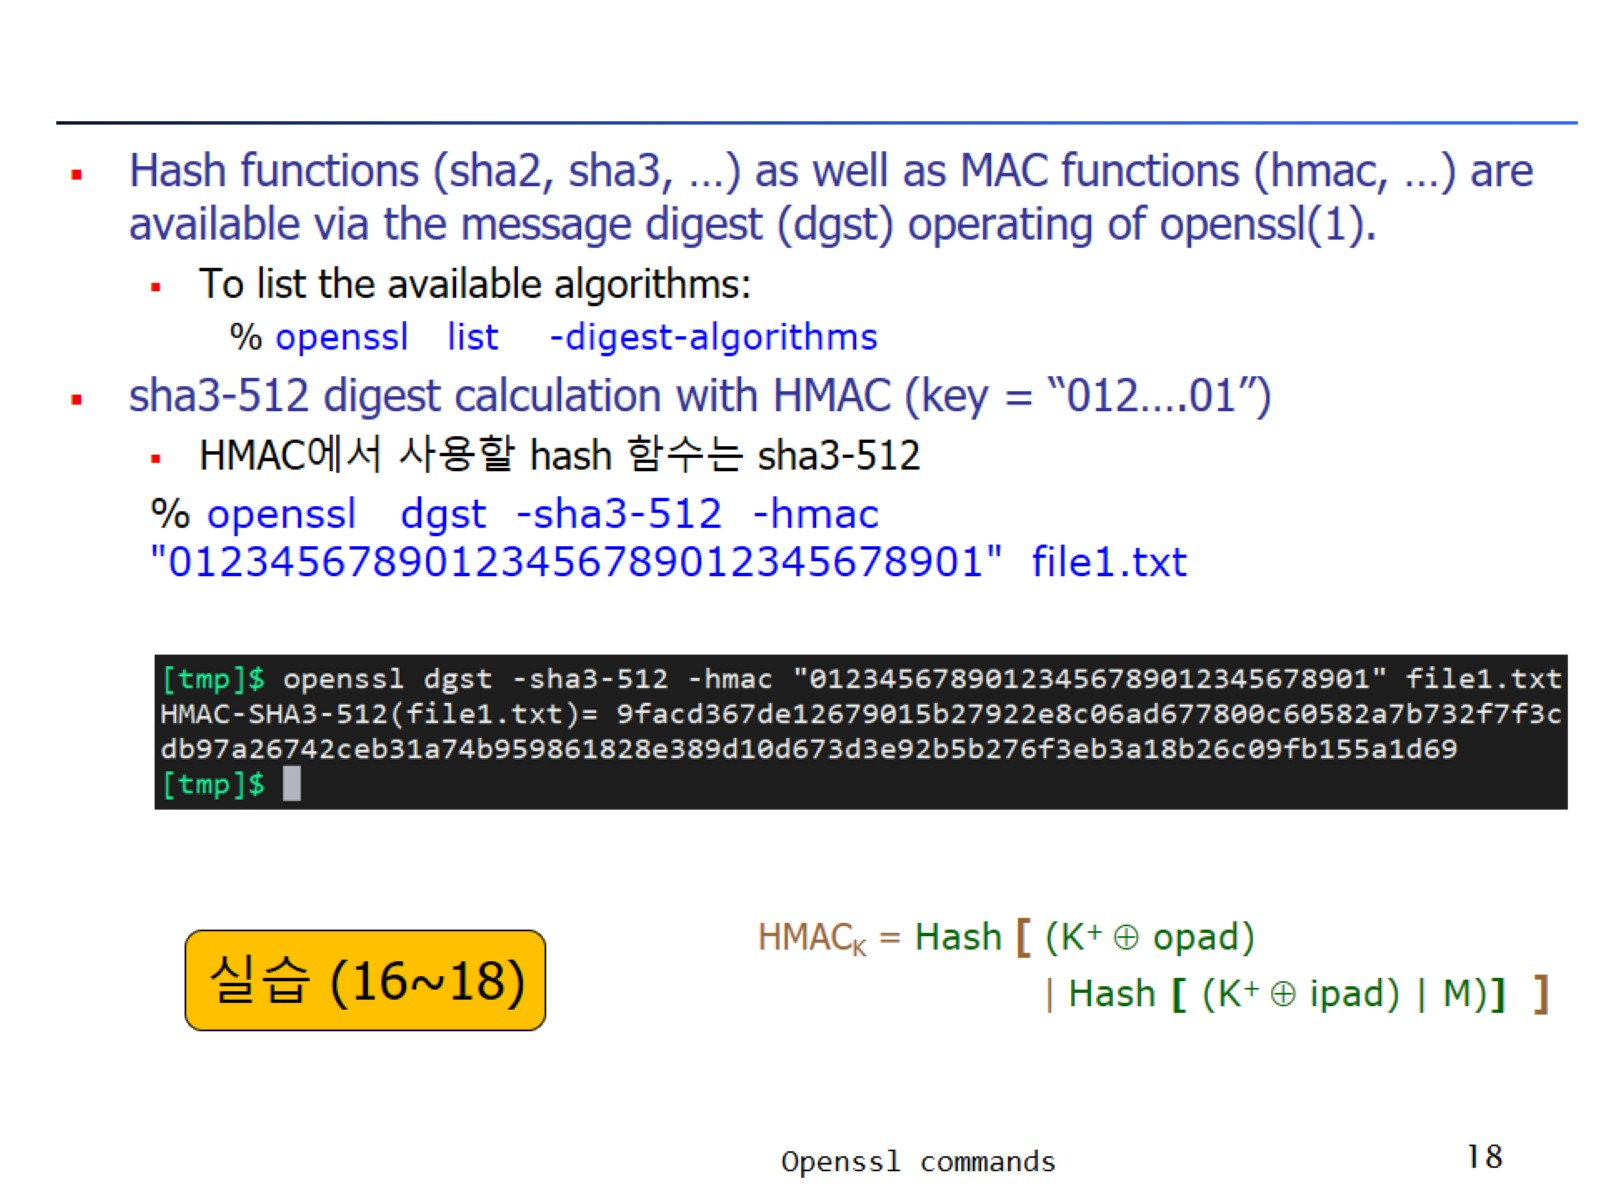 ▪ Hash functions (sha2, sha3, …) as well as MAC functions (hmac, …) are
available via the message digest (dgst) operating of openssl(1).
▪ To list the available algorithms:
% openssl list -digest-algorithms
▪ sha3-512 digest calculation with HMAC (key = “012….01”)
▪ HMAC에서 사용할 hash 함수는 sha3-512
% openssl dgst -sha3-512 -hmac
"01234567890123456789012345678901" file1.txt
[tmp]$ openssl dgst -sha3-512 -hmac "01234567890123456789012345678901" file1.txt
HMAC-SHA3-512(file1.txt)= 9facd367de12679015b27922e8c06ad677800c60582a7b732f7f3c
db97a26742ceb31a74b959861828e389d10d673d3e92b5b276f3eb3a18b26c09fb155a1d69
[tmp]$
실습 (16~18)
HMACK = Hash [ (K⁺ ⊕ opad)
| Hash [ (K⁺ ⊕ ipad) | M)] ]
Openssl commands
18